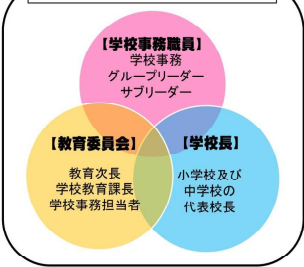 【学校事務職員】
学校事務
グループリーダー
サブリーダー
【教育委員会】
教育次長
学校教育課長
学校事務担当者
【学校長】
小学校及び
中学校の
代表校長